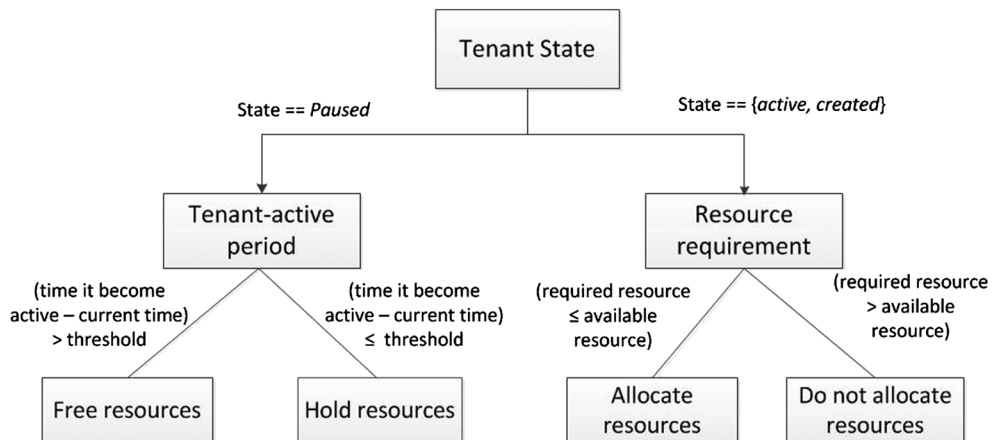 Tenant State
State == Paused
State == {active, created}
Tenant-active
period
Resource
requirement
(time it become
active – current time)
> threshold
(time it become
active – current time)
≤ threshold
(required resource
≤ available
resource)
(required resource
> available
resource)
Free resources
Hold resources
Allocate
resources
Do not allocate
resources